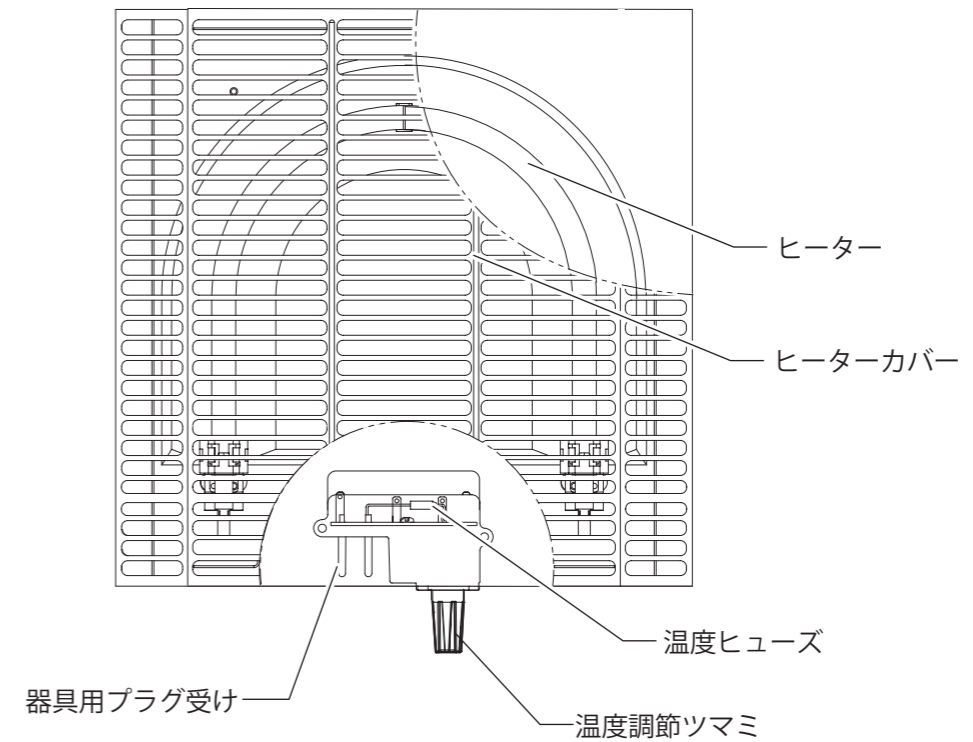 ヒーター
ヒーターカバー
温度ヒューズ
器具用プラグ受け
温度調節ツマミ